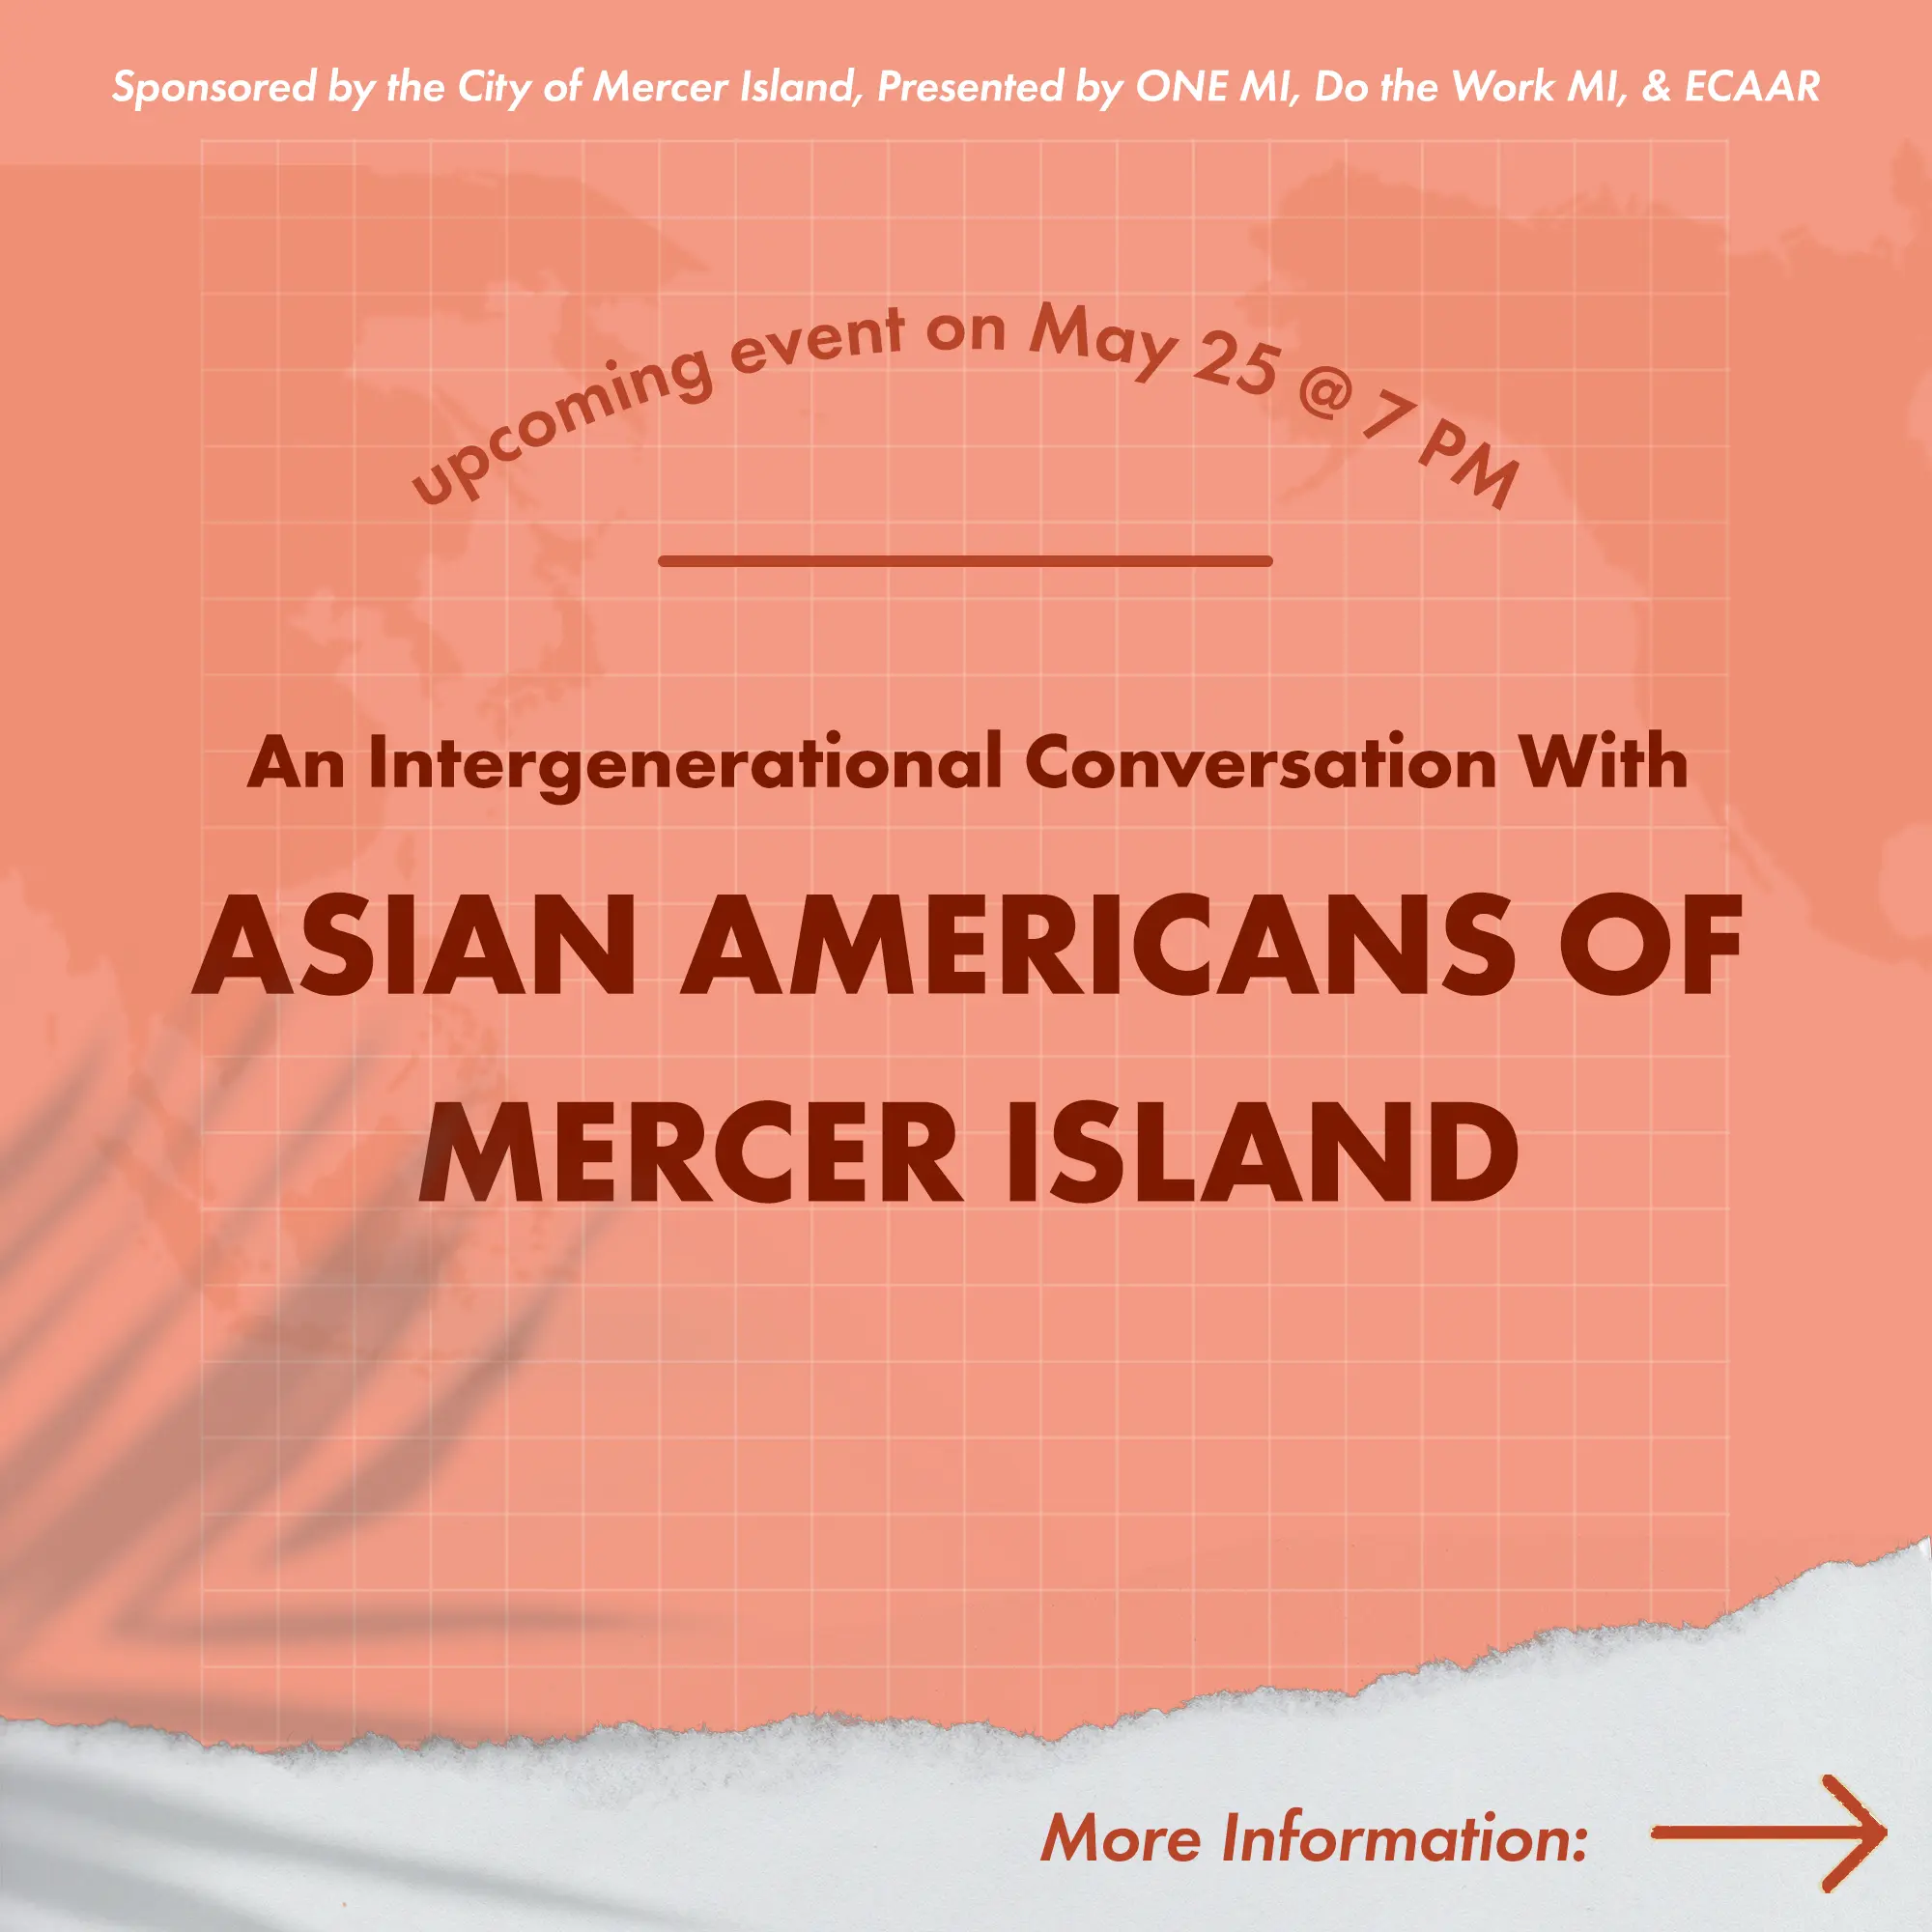 Sponsored by the City of Mercer Island, Presented by ONE MI, Do the Work MI, & ECAAR
upcoming event on May 25 @ 7 PM
An Intergenerational Conversation With
ASIAN AMERICANS OF
MERCER ISLAND
More Information: